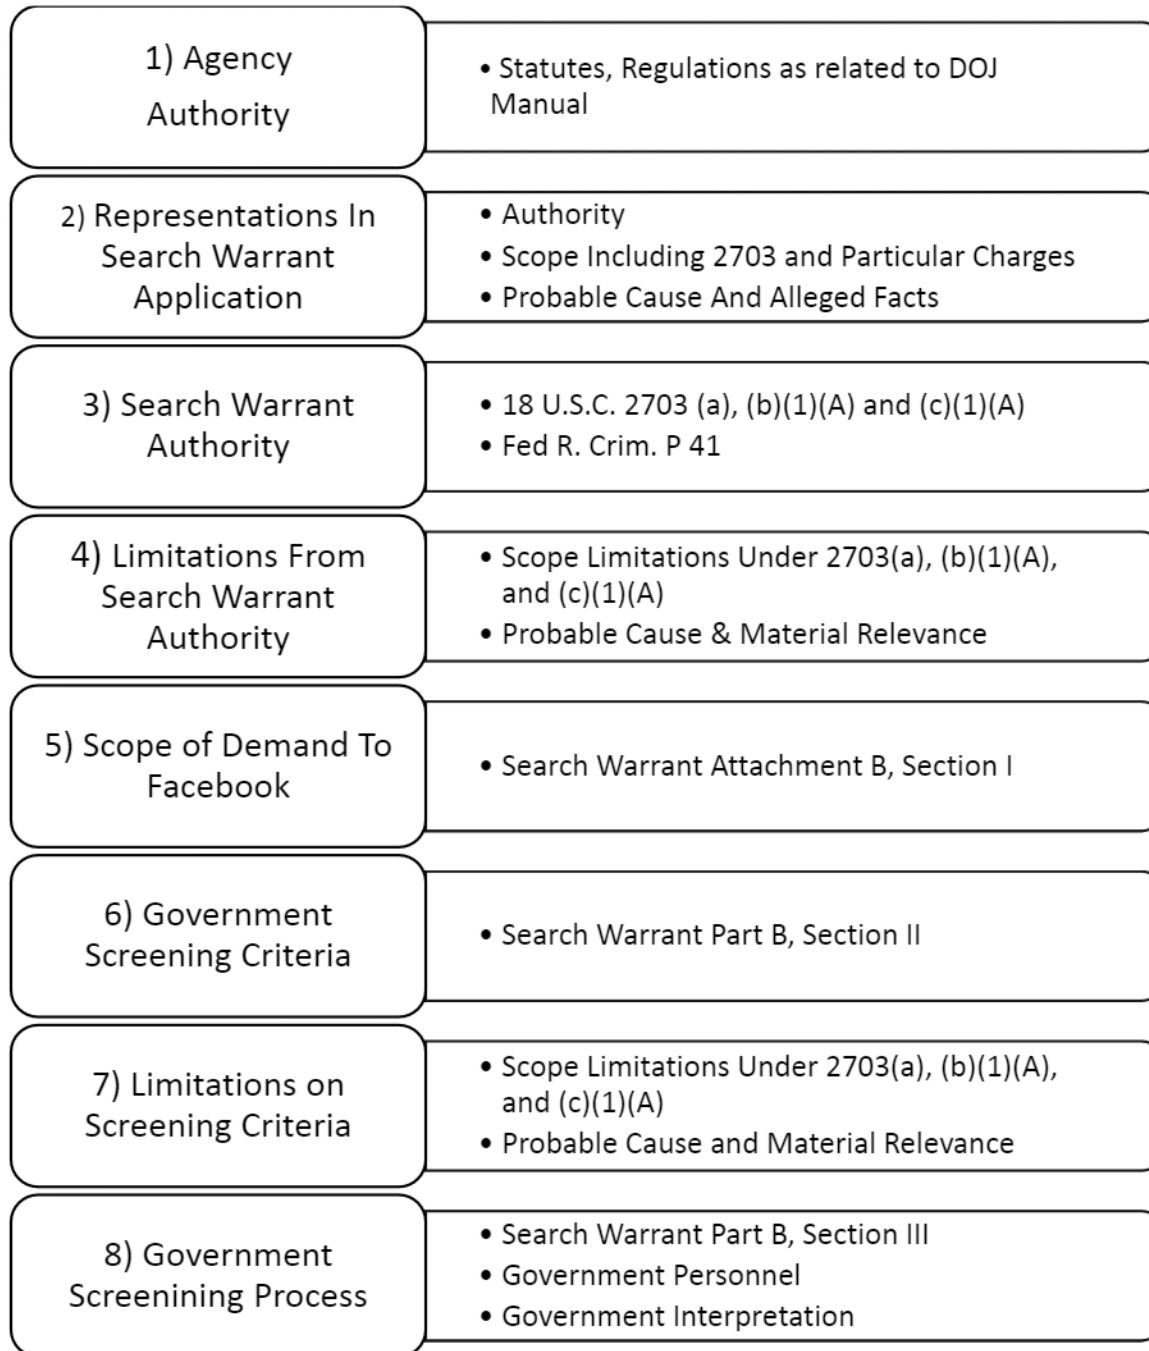 1) Agency
Authority
• Statutes, Regulations as related to DOJ
Manual
2) Representations In
Search Warrant
Application
• Authority
• Scope Including 2703 and Particular Charges
• Probable Cause And Alleged Facts
3) Search Warrant
Authority
• 18 U.S.C. 2703 (a), (b)(1)(A) and (c)(1)(A)
• Fed R. Crim. P 41
4) Limitations From
Search Warrant
Authority
• Scope Limitations Under 2703(a), (b)(1)(A),
and (c)(1)(A)
• Probable Cause & Material Relevance
5) Scope of Demand To
Facebook
• Search Warrant Attachment B, Section I
6) Government
Screening Criteria
• Search Warrant Part B, Section II
7) Limitations on
Screening Criteria
• Scope Limitations Under 2703(a), (b)(1)(A),
and (c)(1)(A)
• Probable Cause and Material Relevance
8) Government
Screenining Process
• Search Warrant Part B, Section III
• Government Personnel
• Government Interpretation